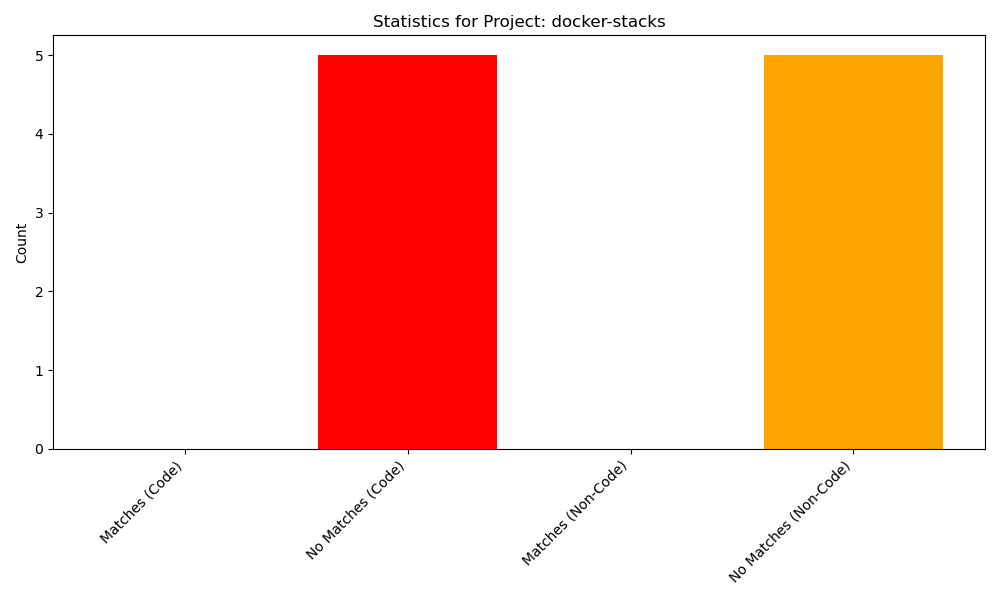 Statistics for Project: docker-stacks
5
4
3
2
1
0
Count
Matches (Code)
No Matches (Code)
Matches (Non-Code)
No Matches (Non-Code)